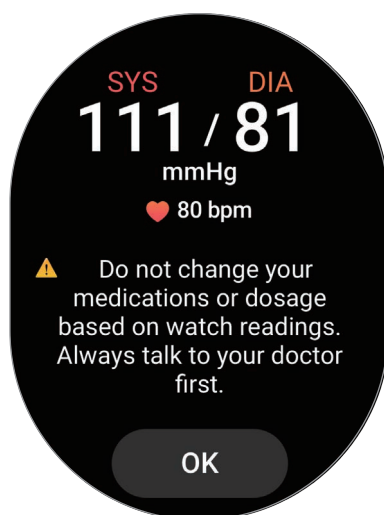 SYS DIA
111 / 81
mmHg
80 bpm
Do not change your
medications or dosage
based on watch readings.
Always talk to your doctor
first.
OK